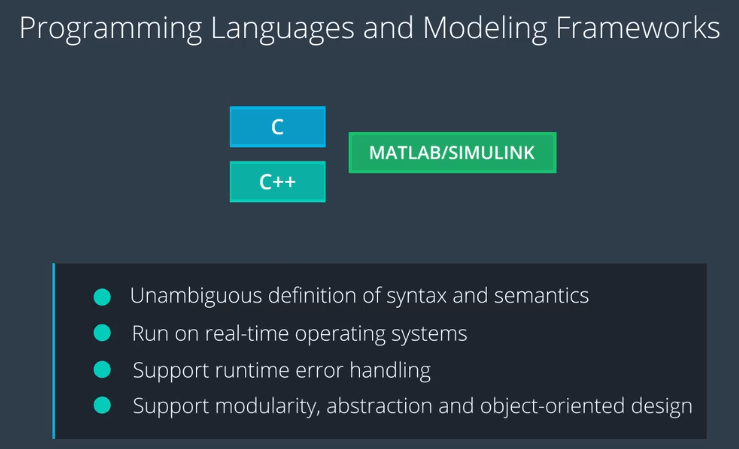 Programming Languages and Modeling Frameworks
C
C++
MATLAB/SIMULINK
Unambiguous definition of syntax and semantics
Run on real-time operating systems
Support runtime error handling
Support modularity, abstraction and object-oriented design